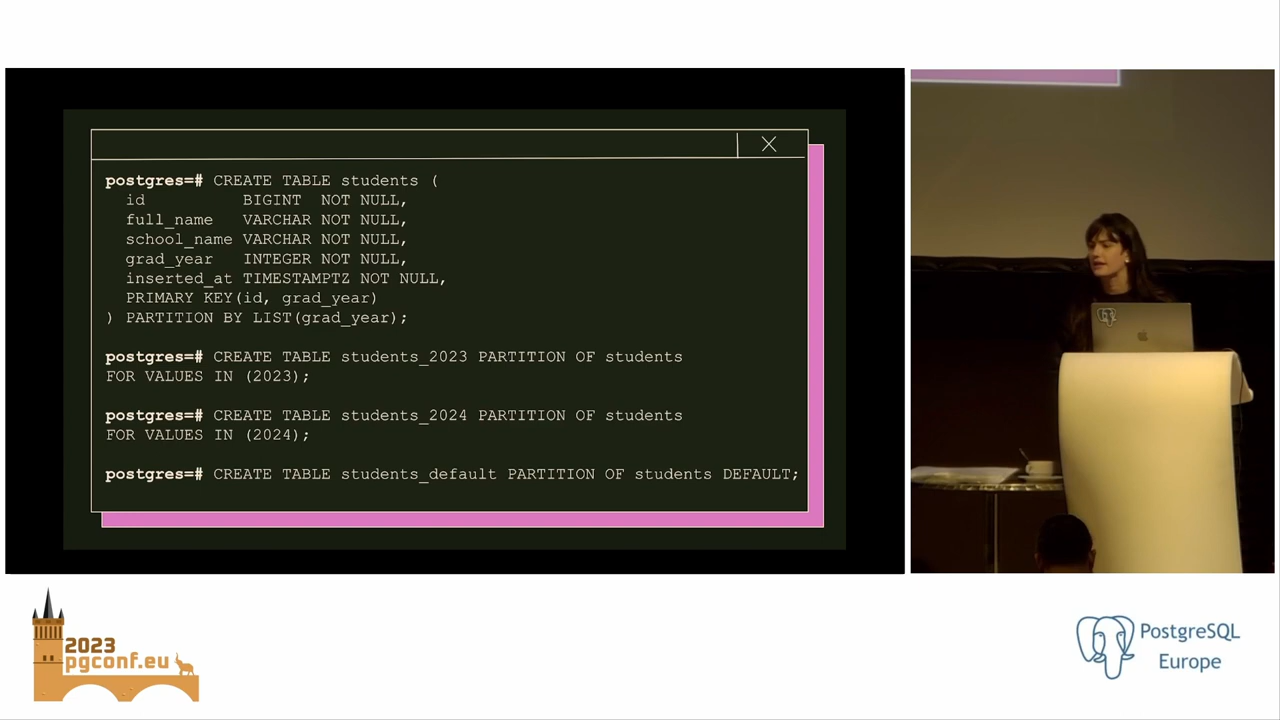 postgres=# CREATE TABLE students (
  id          BIGINT  NOT NULL,
  full_name   VARCHAR NOT NULL,
  school_name VARCHAR NOT NULL,
  grad_year   INTEGER NOT NULL,
  inserted_at TIMESTAMPTZ NOT NULL,
  PRIMARY KEY(id, grad_year)
) PARTITION BY LIST(grad_year);
postgres=# CREATE TABLE students_2023 PARTITION OF students
FOR VALUES IN (2023);
postgres=# CREATE TABLE students_2024 PARTITION OF students
FOR VALUES IN (2024);
postgres=# CREATE TABLE students_default PARTITION OF students DEFAULT;
2023
pgconf.eu
PostgreSQL
Europe